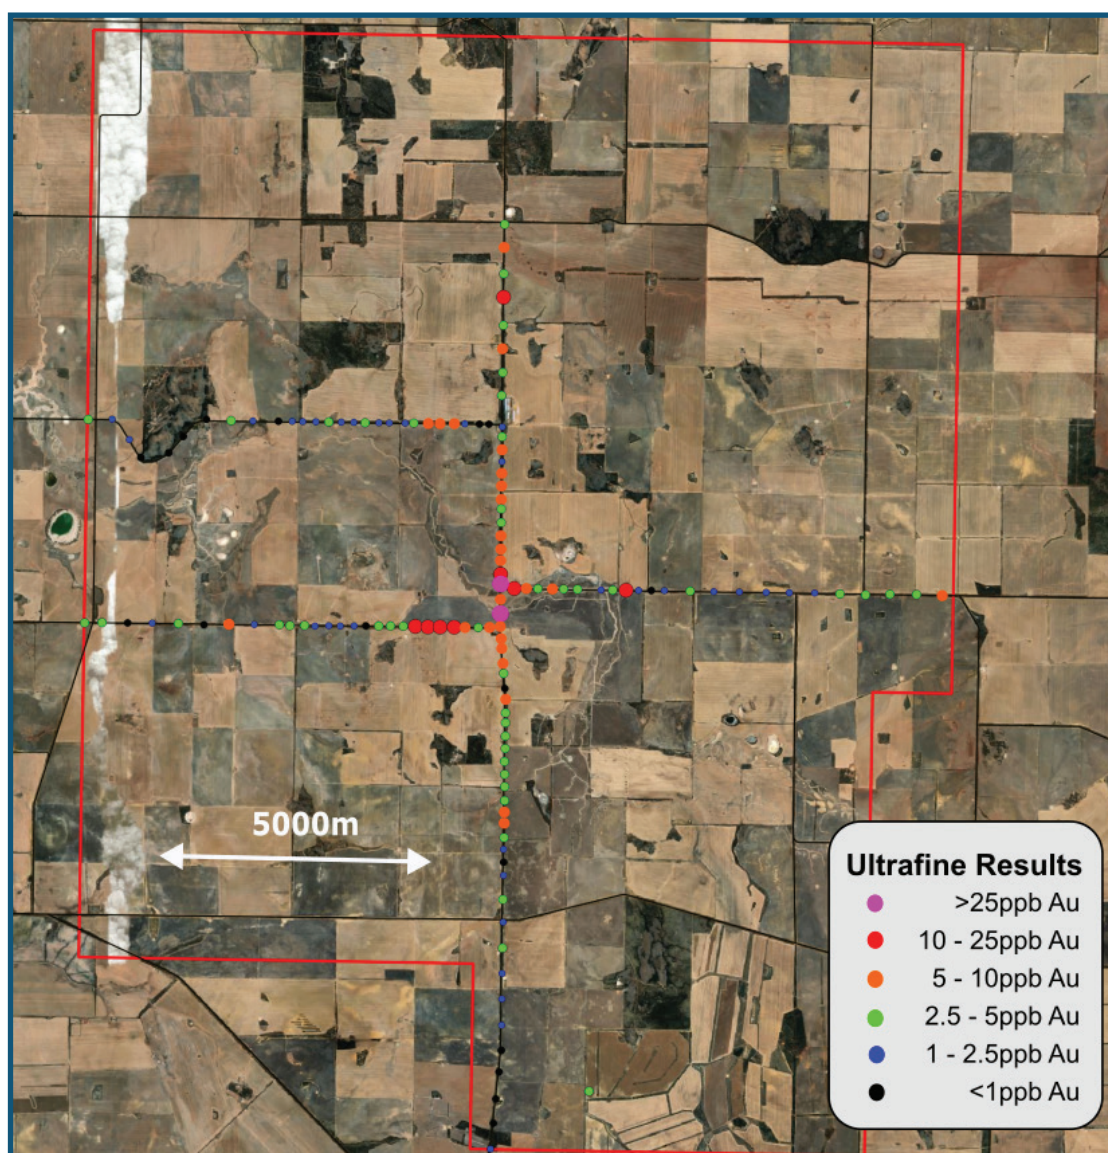 5000m
Ultrafine Results
>25ppb Au
10 - 25ppb Au
5 - 10ppb Au
2.5 - 5ppb Au
1 - 2.5ppb Au
<1ppb Au